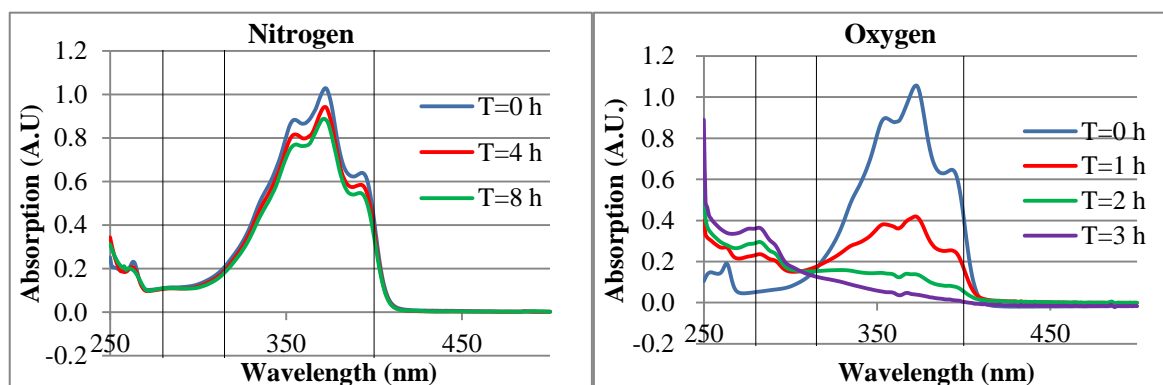 Nitrogen
1.2
1.0
0.8
0.6
0.4
0.2
0.0
-0.2
Absorption (A.U)
250
350
450
Wavelength (nm)
T=0 h
T=4 h
T=8 h
Oxygen
1.2
1.0
0.8
0.6
0.4
0.2
0.0
-0.2
Absorption (A.U.)
250
350
450
Wavelength (nm)
T=0 h
T=1 h
T=2 h
T=3 h